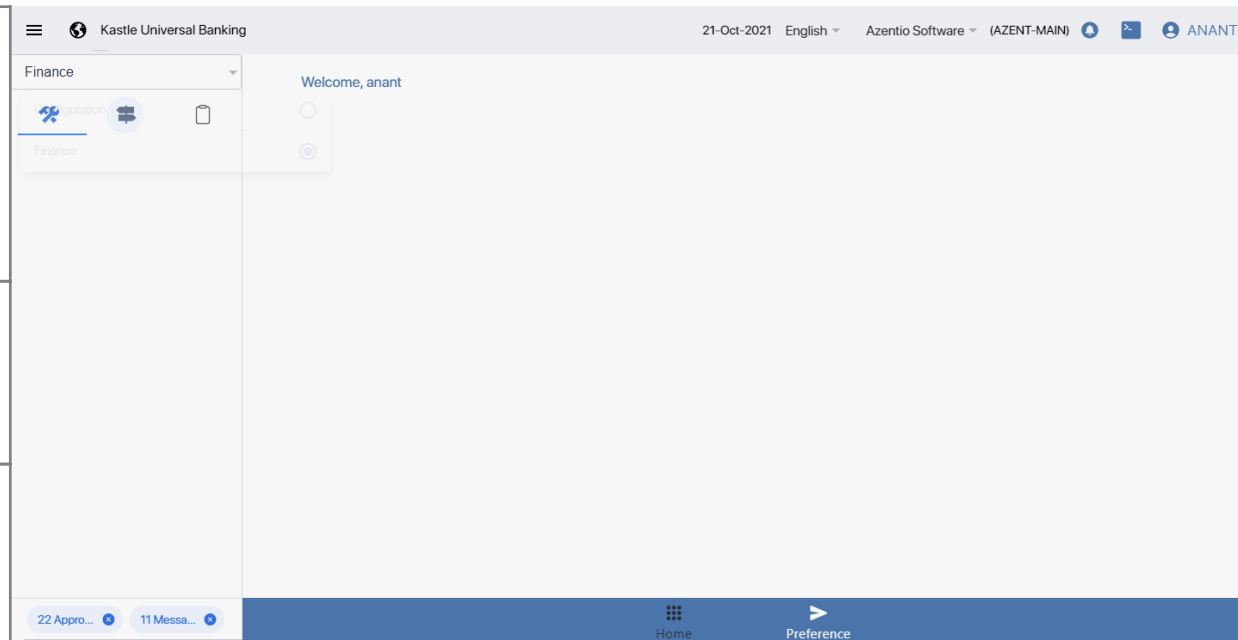 Kastle Universal Banking
21-Oct-2021 English Azentio Software (AZENT-MAIN) ANANT
Finance
Welcome, anant
Configuration
Finance
22 Appro... 11 Messa...
Home Preference